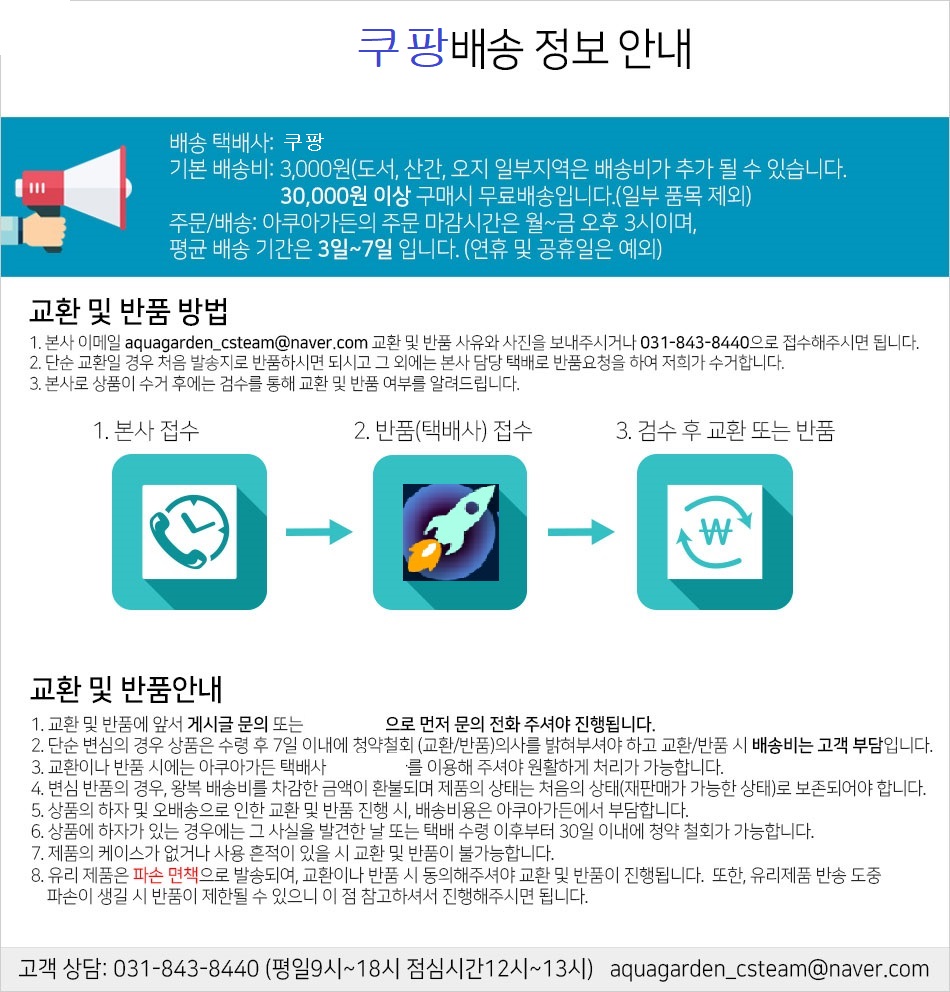 쿠팡배송 정보 안내
배송 택배사: 쿠팡
기본 배송비: 3,000원(도서, 산간, 오지 일부지역은 배송비가 추가 될 수 있습니다.
30,000원 이상 구매시 무료배송입니다.(일부 품목 제외)
주문/배송: 아쿠아가든의 주문 마감시간은 월~금 오후 3시이며,
평균 배송 기간은 3일~7일 입니다. (연휴 및 공휴일은 예외)
교환 및 반품 방법
1. 본사 이메일 aquagarden_csteam@naver.com 교환 및 반품 사유와 사진을 보내주시거나 031-843-8440으로 접수해주시면 됩니다.
2. 단순 교환일 경우 처음 발송지로 반품하시면 되시고 그 외에는 본사 담당 택배로 반품요청을 하여 저희가 수거합니다.
3. 본사로 상품이 수거 후에는 검수를 통해 교환 및 반품 여부를 알려드립니다.
1. 본사 접수 2. 반품(택배사) 접수 3. 검수 후 교환 또는 반품
₩
교환 및 반품안내
1. 교환 및 반품에 앞서 게시글 문의 또는 으로 먼저 문의 전화 주셔야 진행됩니다.
2. 단순 변심의 경우 상품은 수령 후 7일 이내에 청약철회 (교환/반품)의사를 밝혀부셔야 하고 교환/반품 시 배송비는 고객 부담입니다.
3. 교환이나 반품 시에는 아쿠아가든 택배사 를 이용해 주셔야 원활하게 처리가 가능합니다.
4. 변심 반품의 경우, 왕복 배송비를 차감한 금액이 환불되며 제품의 상태는 처음의 상태(재판매가 가능한 상태)로 보존되어야 합니다.
5. 상품의 하자 및 오배송으로 인한 교환 및 반품 진행 시, 배송비용은 아쿠아가든에서 부담합니다.
6. 상품에 하자가 있는 경우에는 그 사실을 발견한 날 또는 택배 수령 이후부터 30일 이내에 청약 철회가 가능합니다.
7. 제품의 케이스가 없거나 사용 흔적이 있을 시 교환 및 반품이 불가능합니다.
8. 유리 제품은 파손 면책으로 발송되여, 교환이나 반품 시 동의해주셔야 교환 및 반품이 진행됩니다. 또한, 유리제품 반송 도중
파손이 생길 시 반품이 제한될 수 있으니 이 점 참고하셔서 진행해주시면 됩니다.
고객 상담: 031-843-8440 (평일9시~18시 점심시간12시~13시) aquagarden_csteam@naver.com